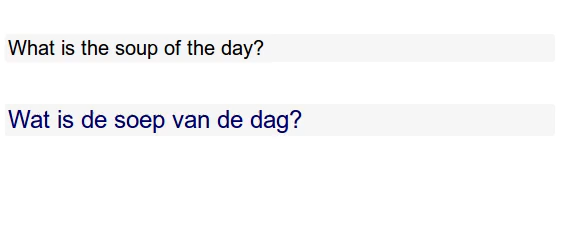 What is the soup of the day?
Wat is de soep van de dag?